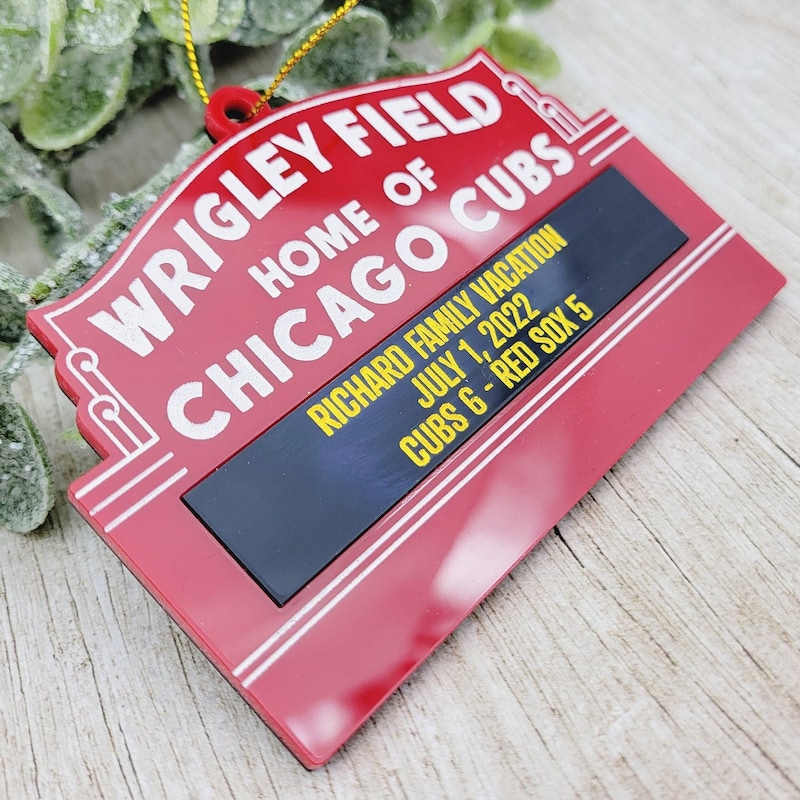 WRIGLEY FIELD
HOME OF
CHICAGO CUBS
RICHARD FAMILY VACATION
JULY 1, 2022
CUBS 6 - RED SOX 5